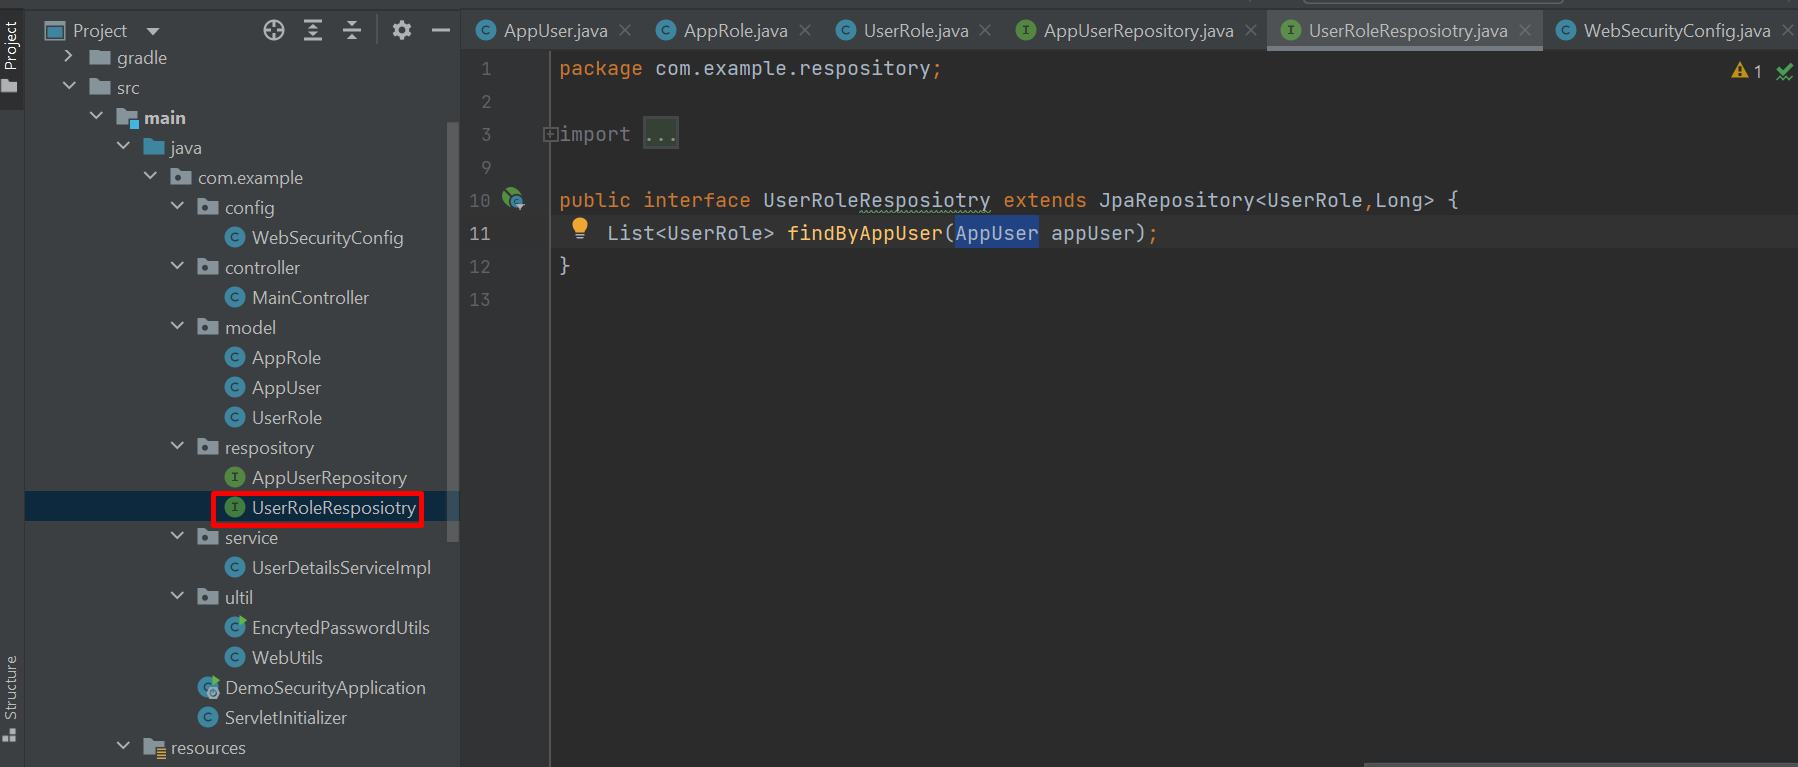 Project
Project
gradle
src
main
java
com.example
config
WebSecurityConfig
controller
MainController
model
AppRole
AppUser
UserRole
respository
AppUserRepository
UserRoleResposiotry
service
UserDetailsServiceImpl
ultil
EncrytedPasswordUtils
WebUtils
DemoSecurityApplication
ServletInitializer
resources
Structure
AppUser.java AppRole.java UserRole.java AppUserRepository.java UserRoleResposiotry.java WebSecurityConfig.java
1 package com.example.respository; 1
2
3 import ...
9
10 public interface UserRoleResposiotry extends JpaRepository<UserRole,Long> {
11 List<UserRole> findByAppUser(AppUser appUser);
12 }
13